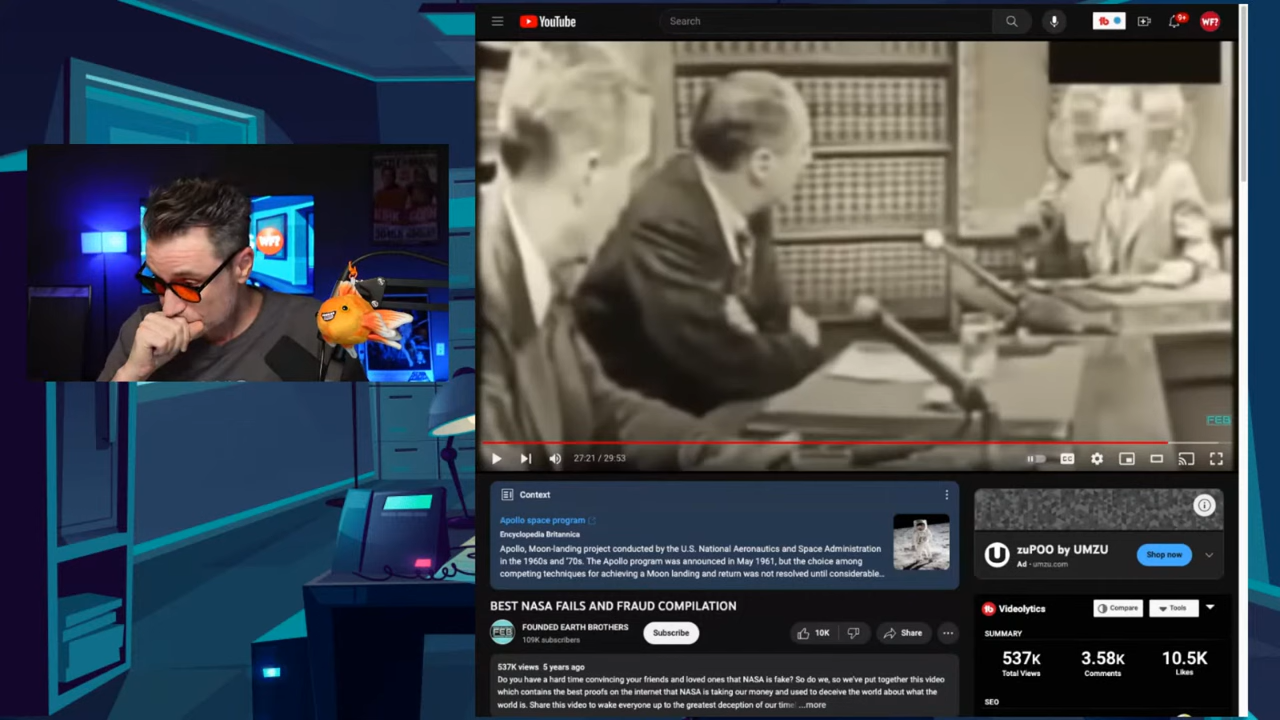 YouTube
Search
9+
WF?
WF?
FEB
27:21 / 29:53
CC
Context
Apollo space program
Encyclopedia Britannica
Apollo, Moon-landing project conducted by the U.S. National Aeronautics and Space Administration
in the 1960s and '70s. The Apollo program was announced in May 1961, but the choice among
competing techniques for achieving a Moon landing and return was not resolved until considerable...
zuPOO by UMZU
Ad · umzu.com
Shop now
BEST NASA FAILS AND FRAUD COMPILATION
FEB
FOUNDED EARTH BROTHERS
109K subscribers
Subscribe
10K
Share
Videolytics
Compare
Tools
SUMMARY
537K
3.58K
10.5K
Total Views
Comments
Likes
SEO
537K views 5 years ago
Do you have a hard time convincing your friends and loved ones that NASA is fake? So do we, so we've put together this video
which contains the best proofs on the internet that NASA is taking our money and used to deceive the world about what the
world is. Share this video to wake everyone up to the greatest deception of our time! ...more